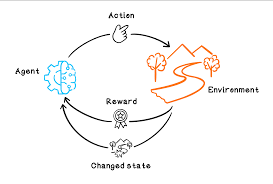 Action
Agent
Environment
Reward
Changed state